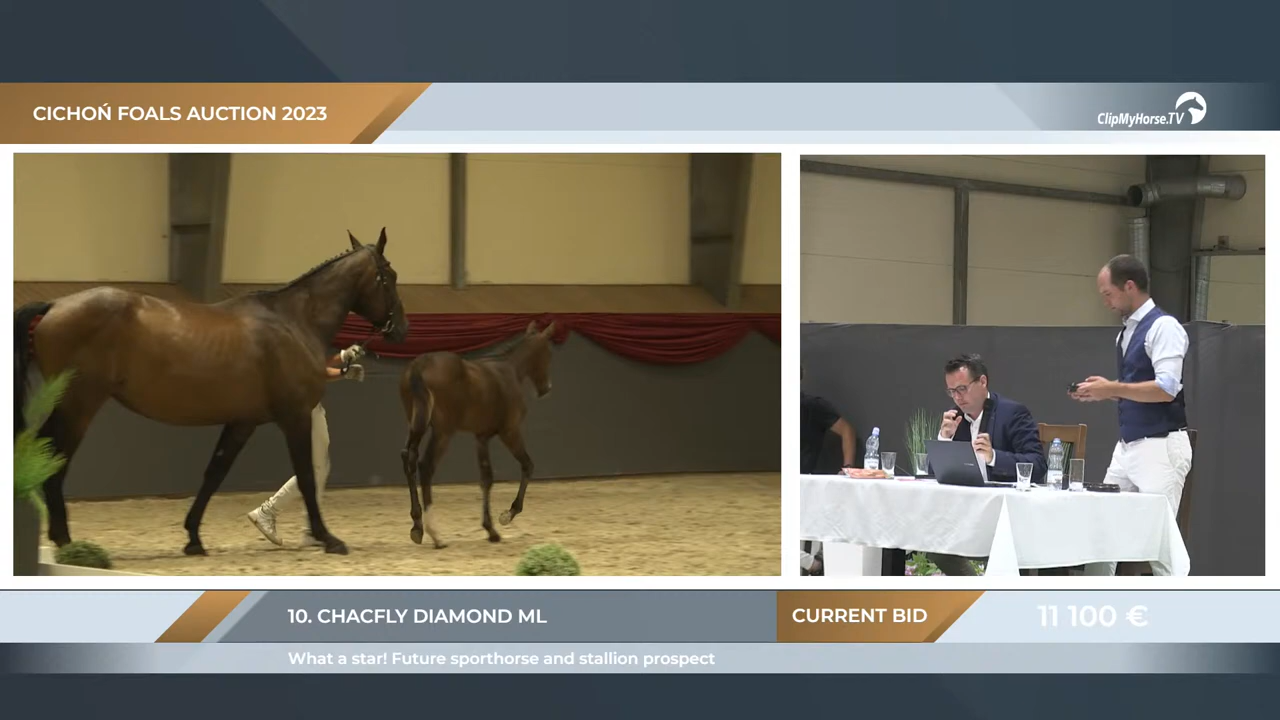 CICHOŃ FOALS AUCTION 2023
ClipMyHorse.TV
10. CHACFLY DIAMOND ML
CURRENT BID
11 100 €
What a star! Future sporthorse and stallion prospect